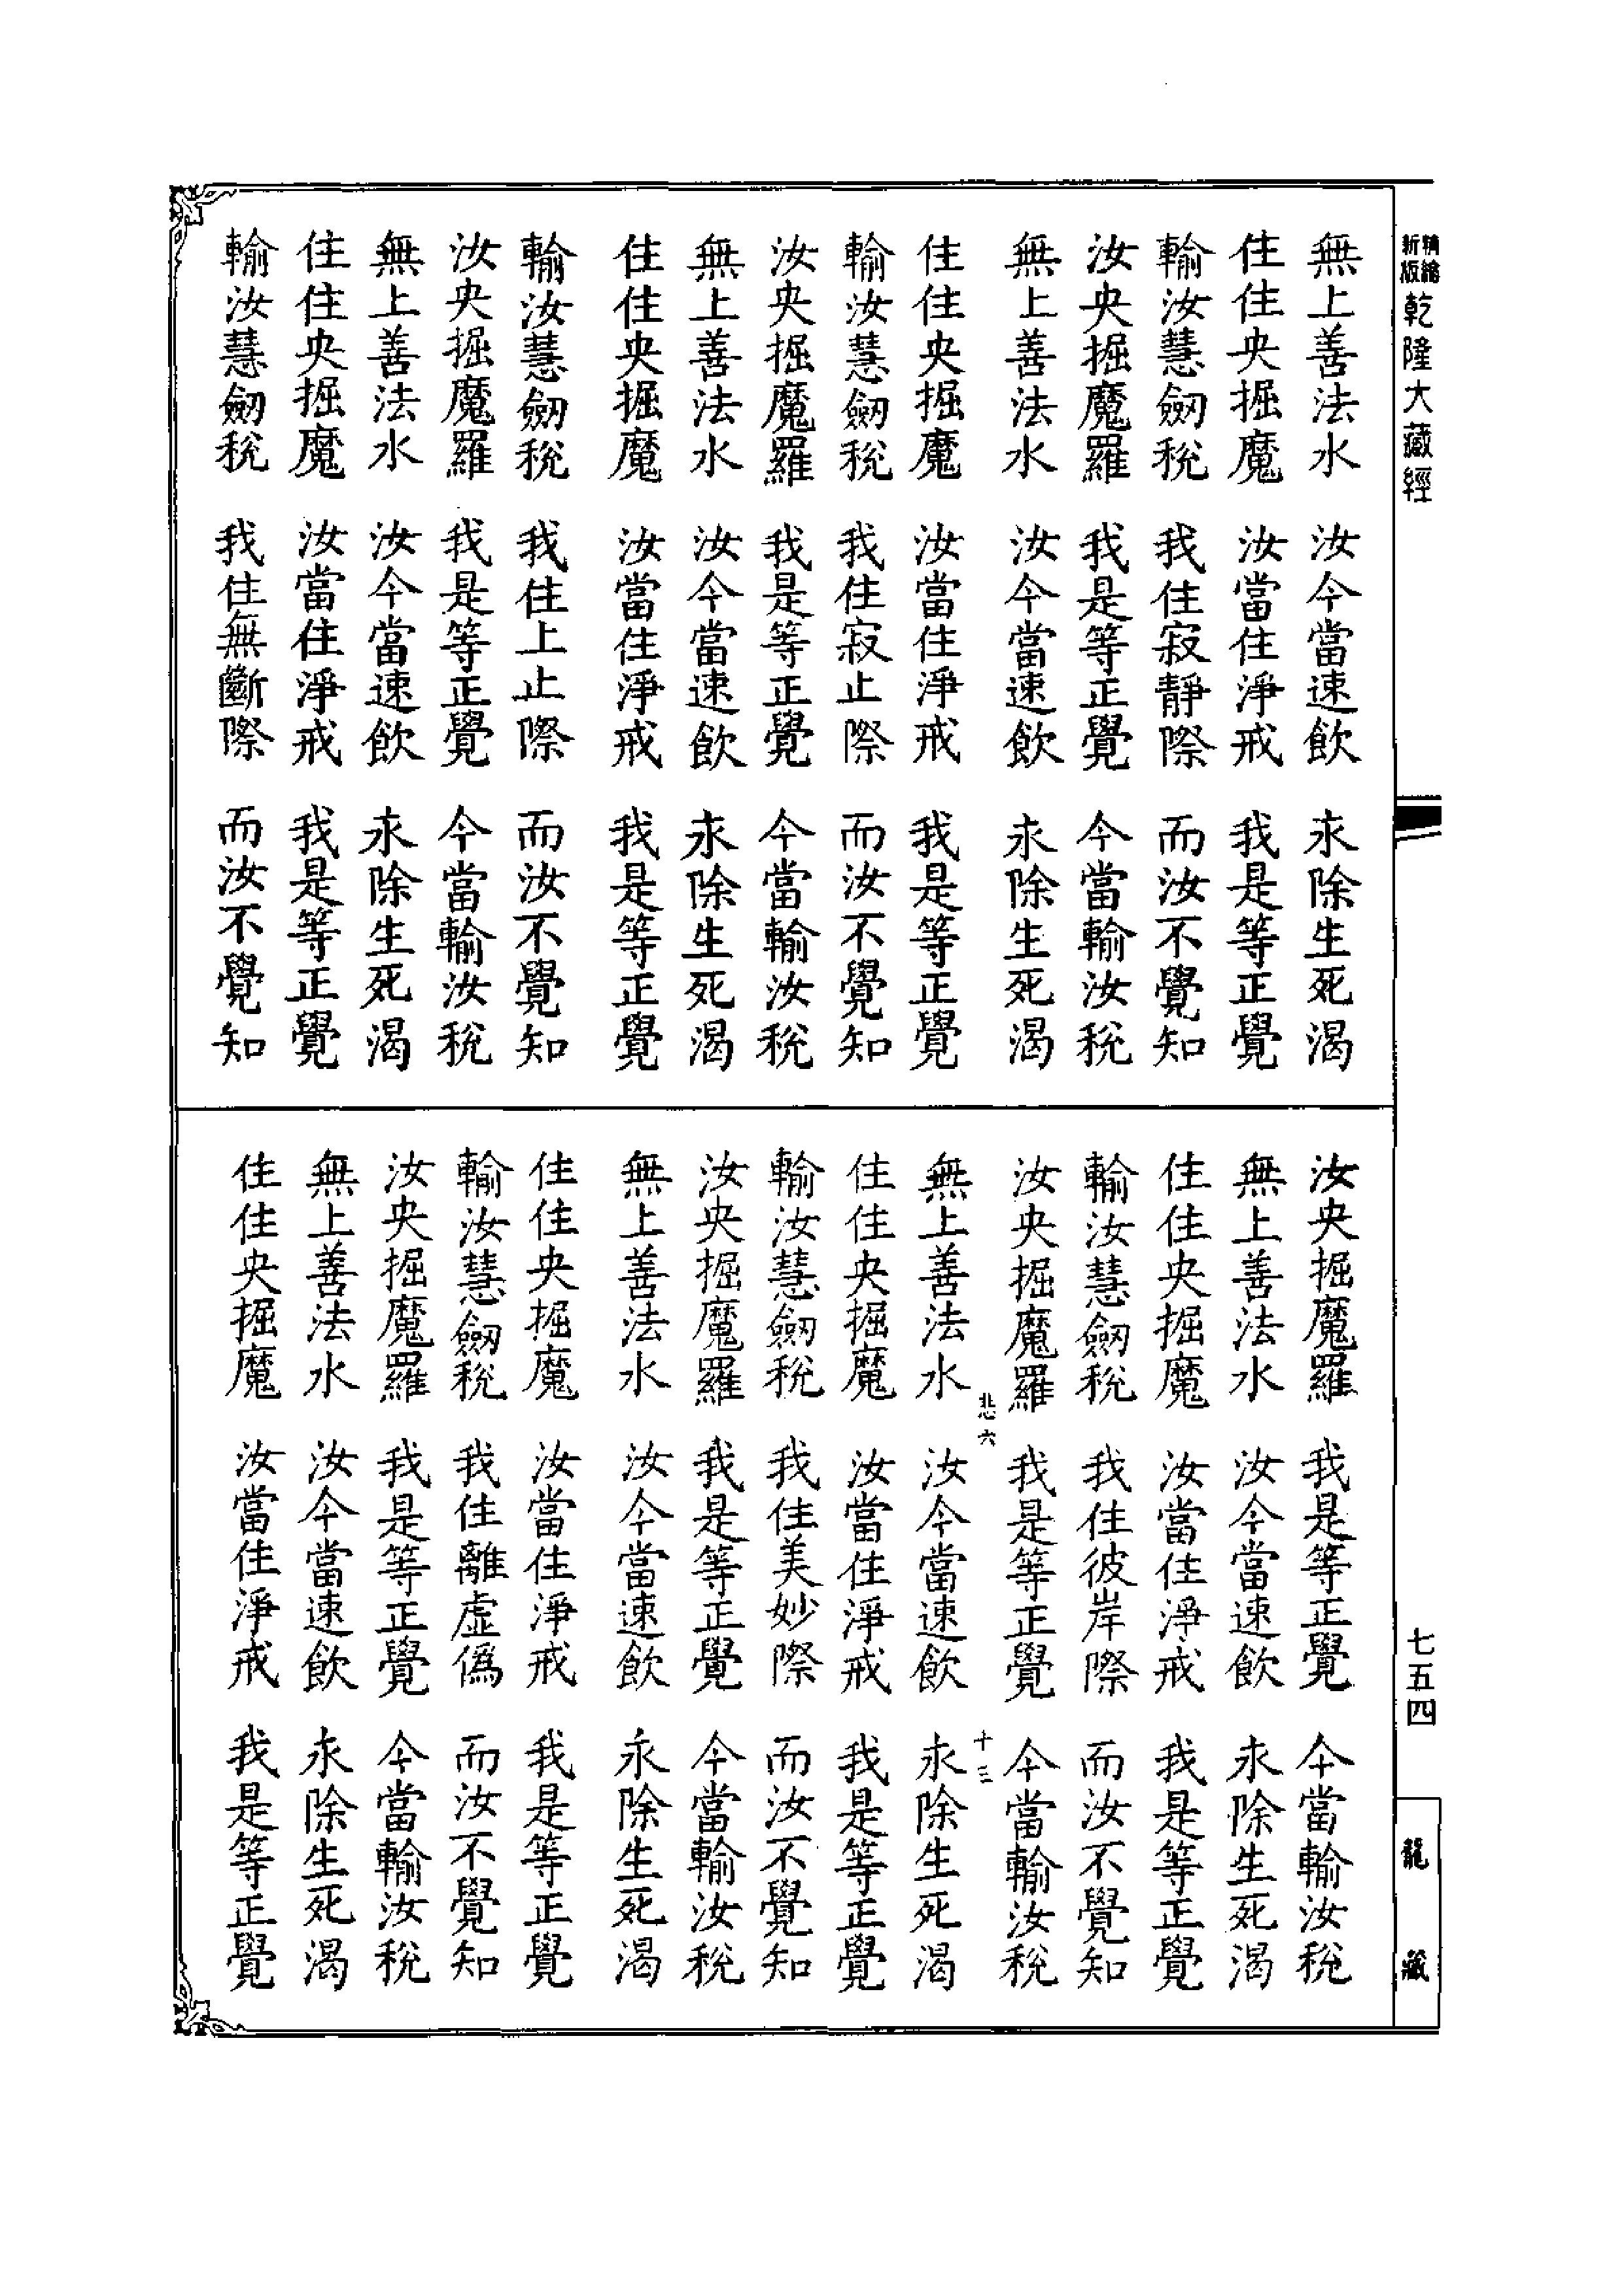 精編
新版
乾隆大藏經
無上善法水 汝今當速飲 永除生死渴
住住央掘魔 汝當住淨戒 我是等正覺
輸汝慧劒稅 我住寂靜際 而汝不覺知
汝央掘魔羅 我是等正覺 今當輸汝稅
無上善法水 汝今當速飲 永除生死渴
住住央掘魔 汝當住淨戒 我是等正覺
輸汝慧劒稅 我住寂止際 而汝不覺知
汝央掘魔羅 我是等正覺 今當輸汝稅
無上善法水 汝今當速飲 永除生死渴
住住央掘魔 汝當住淨戒 我是等正覺
輸汝慧劒稅 我住上止際 而汝不覺知
汝央掘魔羅 我是等正覺 今當輸汝稅
無上善法水 汝今當速飲 永除生死渴
住住央掘魔 汝當住淨戒 我是等正覺
輸汝慧劒稅 我住無斷際 而汝不覺知
汝央掘魔羅 我是等正覺 今當輸汝稅
無上善法水 汝今當速飲 永除生死渴
住住央掘魔 汝當住淨戒 我是等正覺
輸汝慧劒稅 我住彼岸際 而汝不覺知
汝央掘魔羅 我是等正覺 今當輸汝稅
悲六 十三
無上善法水 汝今當速飲 永除生死渴
住住央掘魔 汝當住淨戒 我是等正覺
輸汝慧劒稅 我住美妙際 而汝不覺知
汝央掘魔羅 我是等正覺 今當輸汝稅
無上善法水 汝今當速飲 永除生死渴
住住央掘魔 汝當住淨戒 我是等正覺
輸汝慧劒稅 我住離虛偽 而汝不覺知
汝央掘魔羅 我是等正覺 今當輸汝稅
無上善法水 汝今當速飲 永除生死渴
住住央掘魔 汝當住淨戒 我是等正覺
七五四
龍藏